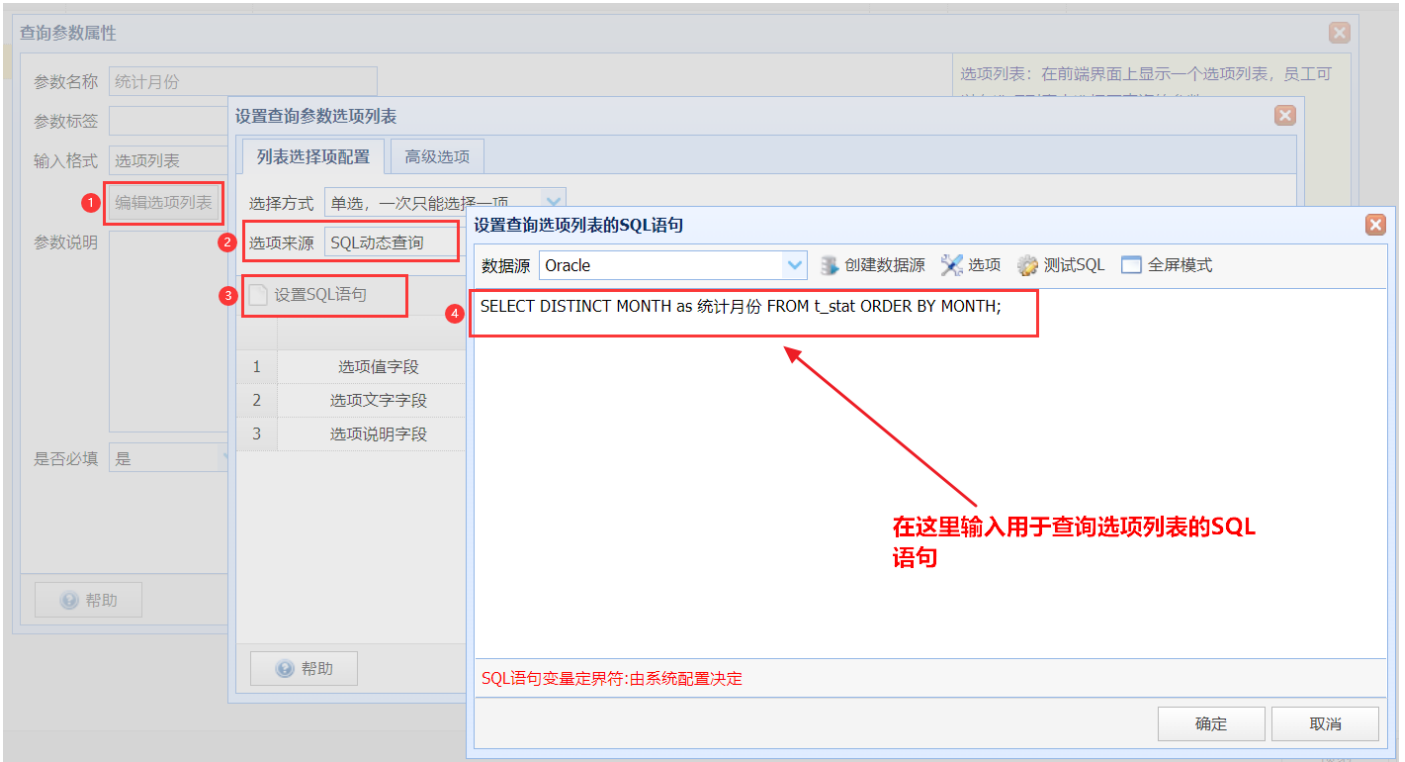 查询参数属性
参数名称 统计月份
选项列表：在前端界面上显示一个选项列表，员工可
参数标签
设置查询参数选项列表
输入格式 选项列表
列表选择项配置 高级选项
1 编辑选项列表
选择方式 单选，一次只能选择一项
参数说明
2 选项来源 SQL动态查询
设置查询选项列表的SQL语句
数据源 Oracle 创建数据源 选项 测试SQL 全屏模式
3 设置SQL语句
4 SELECT DISTINCT MONTH as 统计月份 FROM t_stat ORDER BY MONTH;
1 选项值字段
2 选项文字字段
3 选项说明字段
是否必填 是
在这里输入用于查询选项列表的SQL
语句
帮助
帮助
SQL语句变量定界符:由系统配置决定
确定 取消